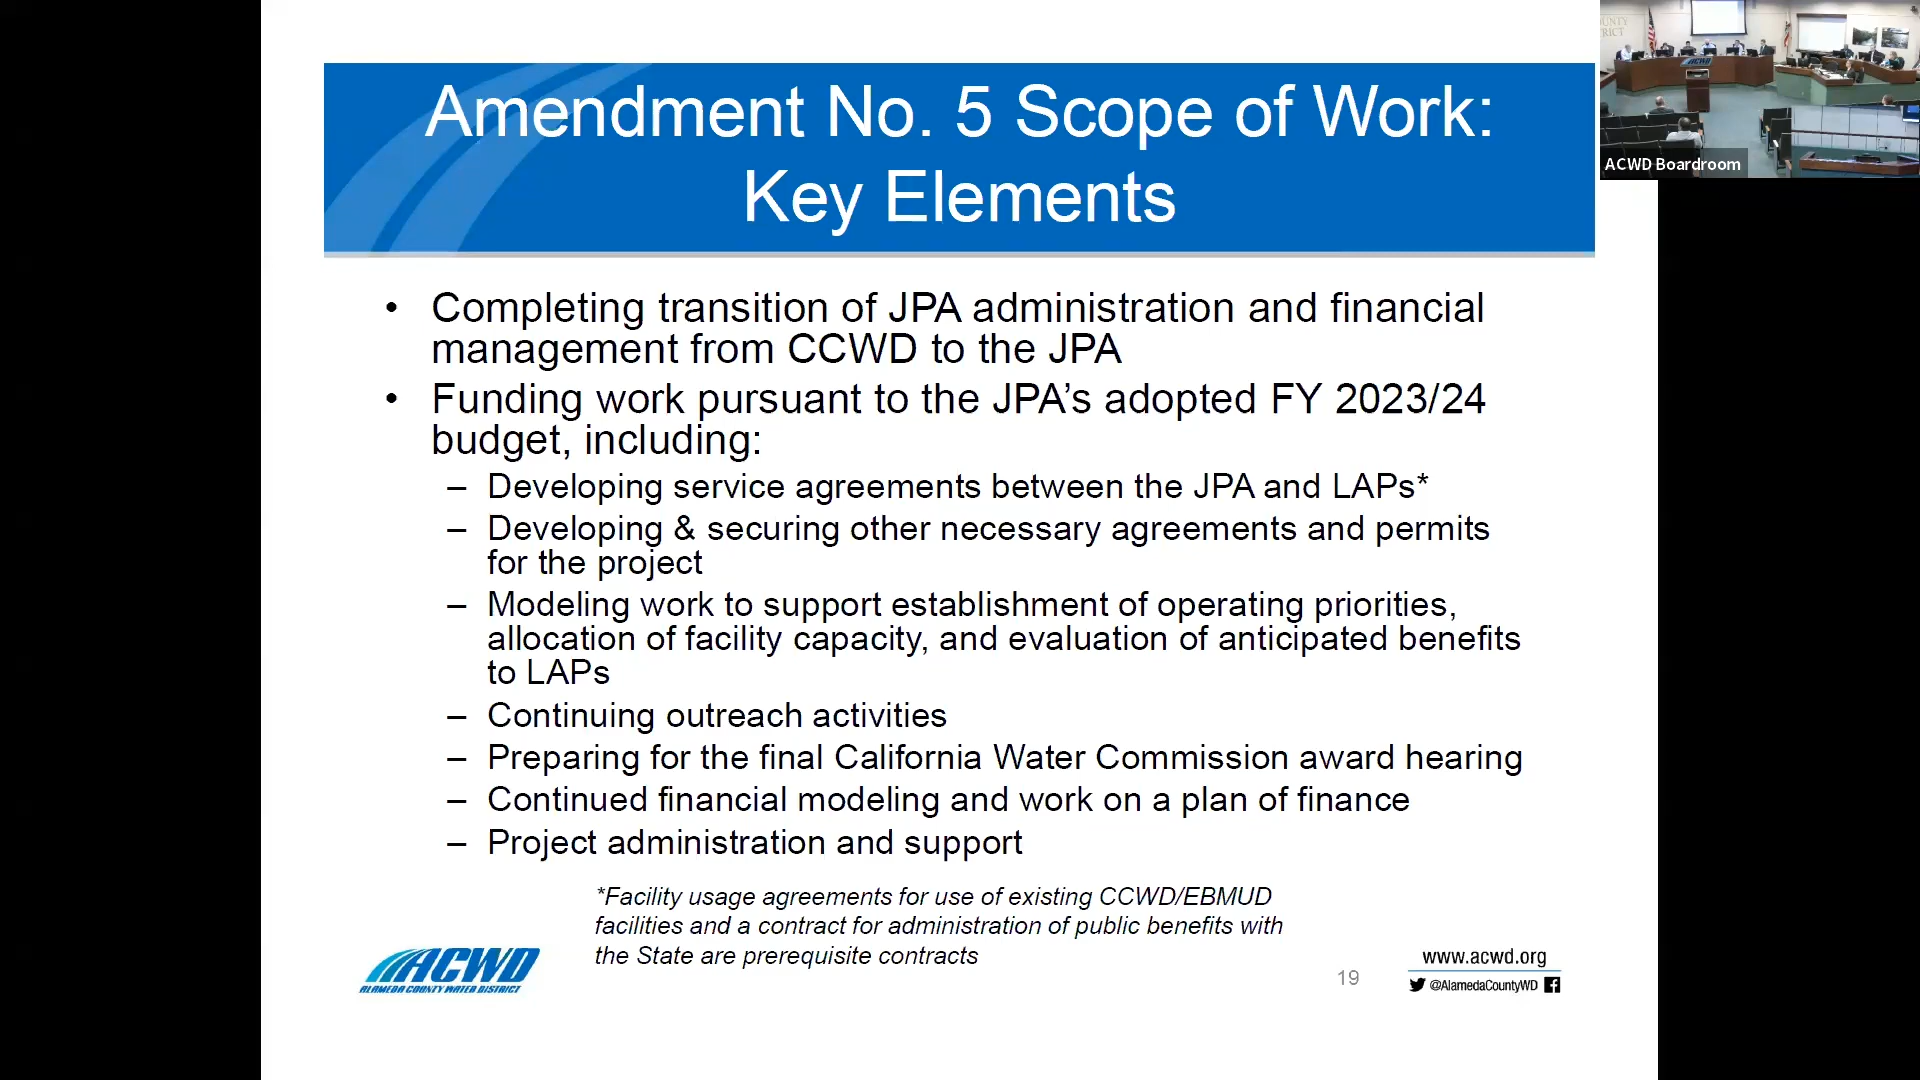 Amendment No. 5 Scope of Work:
Key Elements
ACWD Boardroom
• Completing transition of JPA administration and financial
management from CCWD to the JPA
• Funding work pursuant to the JPA’s adopted FY 2023/24
budget, including:
– Developing service agreements between the JPA and LAPs*
– Developing & securing other necessary agreements and permits
for the project
– Modeling work to support establishment of operating priorities,
allocation of facility capacity, and evaluation of anticipated benefits
to LAPs
– Continuing outreach activities
– Preparing for the final California Water Commission award hearing
– Continued financial modeling and work on a plan of finance
– Project administration and support
*Facility usage agreements for use of existing CCWD/EBMUD
facilities and a contract for administration of public benefits with
the State are prerequisite contracts
ACWD
ALAMEDA COUNTY WATER DISTRICT
19
www.acwd.org
@AlamedaCountyWD